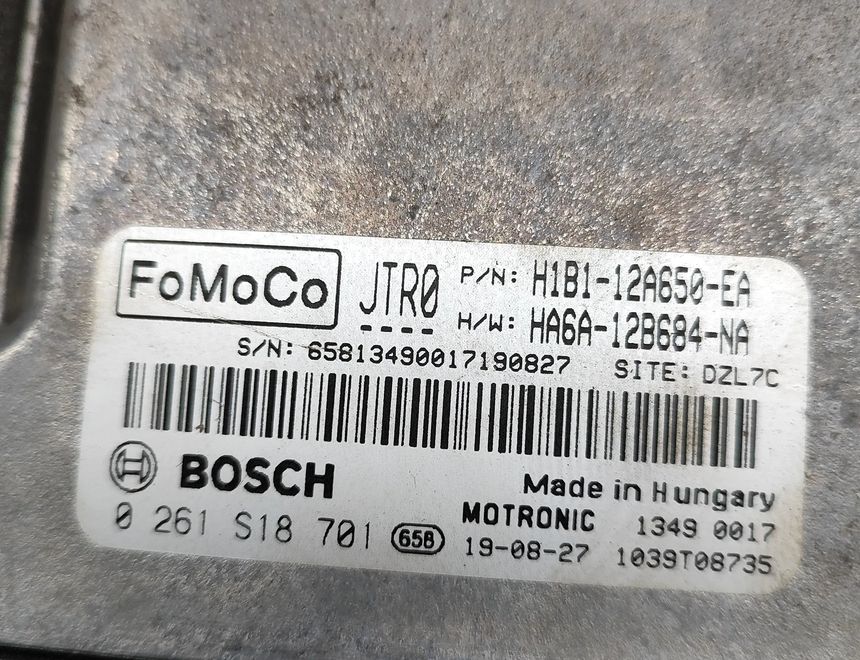 FoMoCo JTR0 P/N: H1B1-12A650-EA
H/W: HA6A-12B684-NA
S/N: 65813490017190827 SITE: DZL7C
BOSCH Made in Hungary
0 261 S18 701 658 MOTRONIC 1349 0017
19-08-27 1039T08735